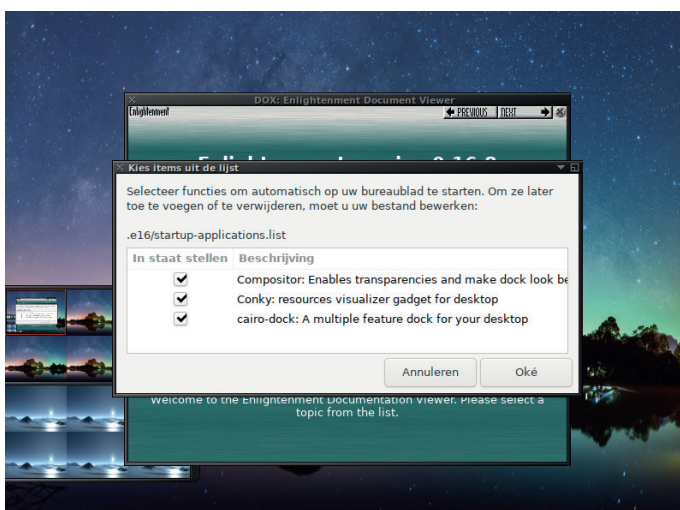 DOX: Enlightenment Document Viewer
Enlightenment
PREVIOUS NEXT
Kies items uit de lijst
Selecteer functies om automatisch op uw bureaublad te starten. Om ze later
toe te voegen of te verwijderen, moet u uw bestand bewerken:
.e16/startup-applications.list
In staat stellen Beschrijving
Compositor: Enables transparencies and make dock look be
Conky: resources visualizer gadget for desktop
cairo-dock: A multiple feature dock for your desktop
Annuleren Oké
Welcome to the Enlightenment Documentation Viewer. Please select a
topic from the list.